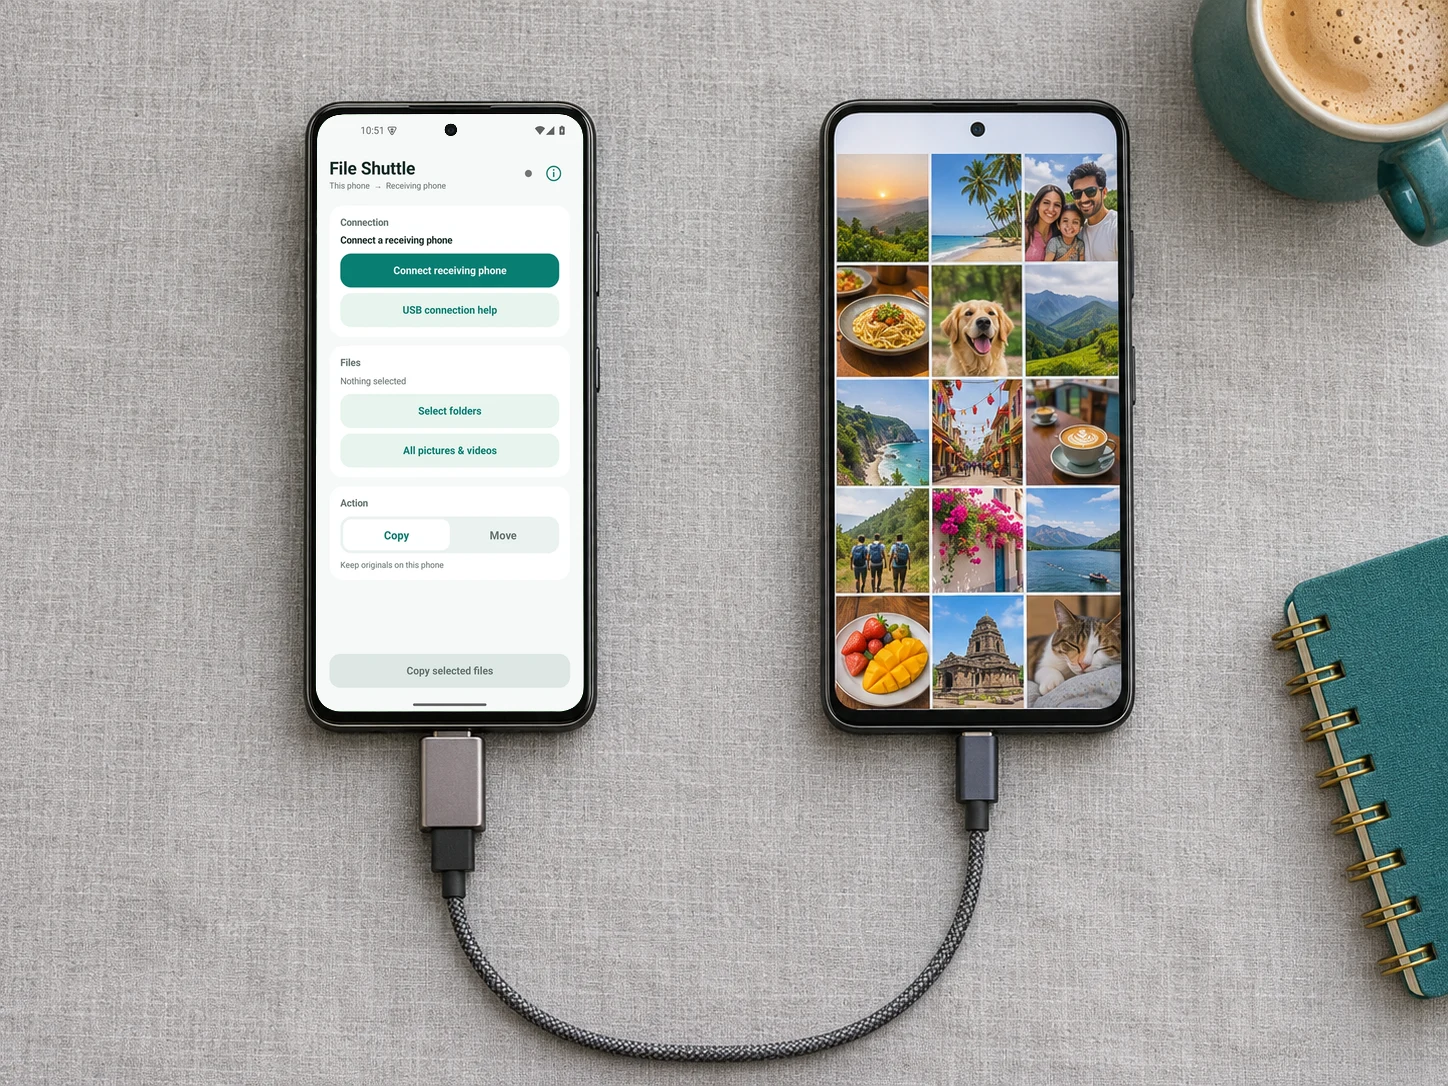 10:51
File Shuttle
This phone → Receiving phone
Connection
Connect a receiving phone
Connect receiving phone
USB connection help
Files
Nothing selected
Select folders
All pictures & videos
Action
Copy Move
Keep originals on this phone
Copy selected files